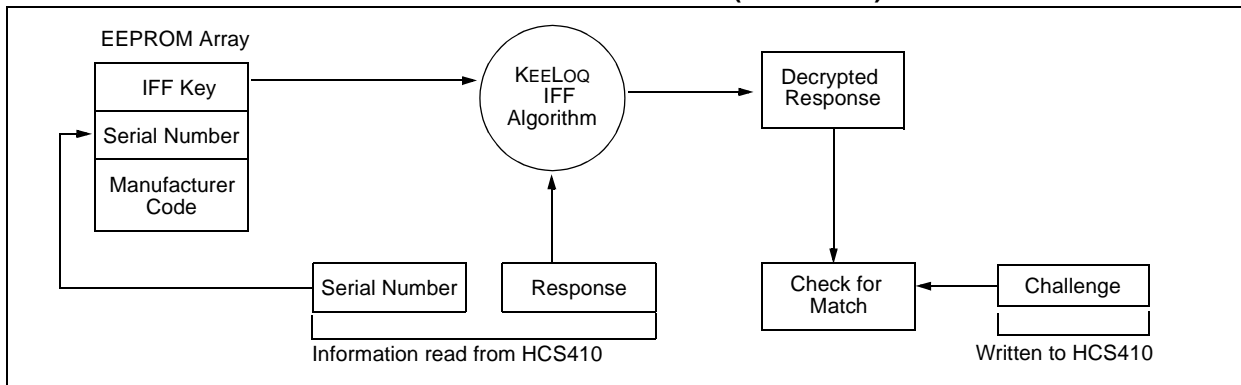 EEPROM Array
IFF Key
Serial Number
Manufacturer
Code
KEELOQ
IFF
Algorithm
Decrypted
Response
Serial Number
Response
Information read from HCS410
Check for
Match
Challenge
Written to HCS410